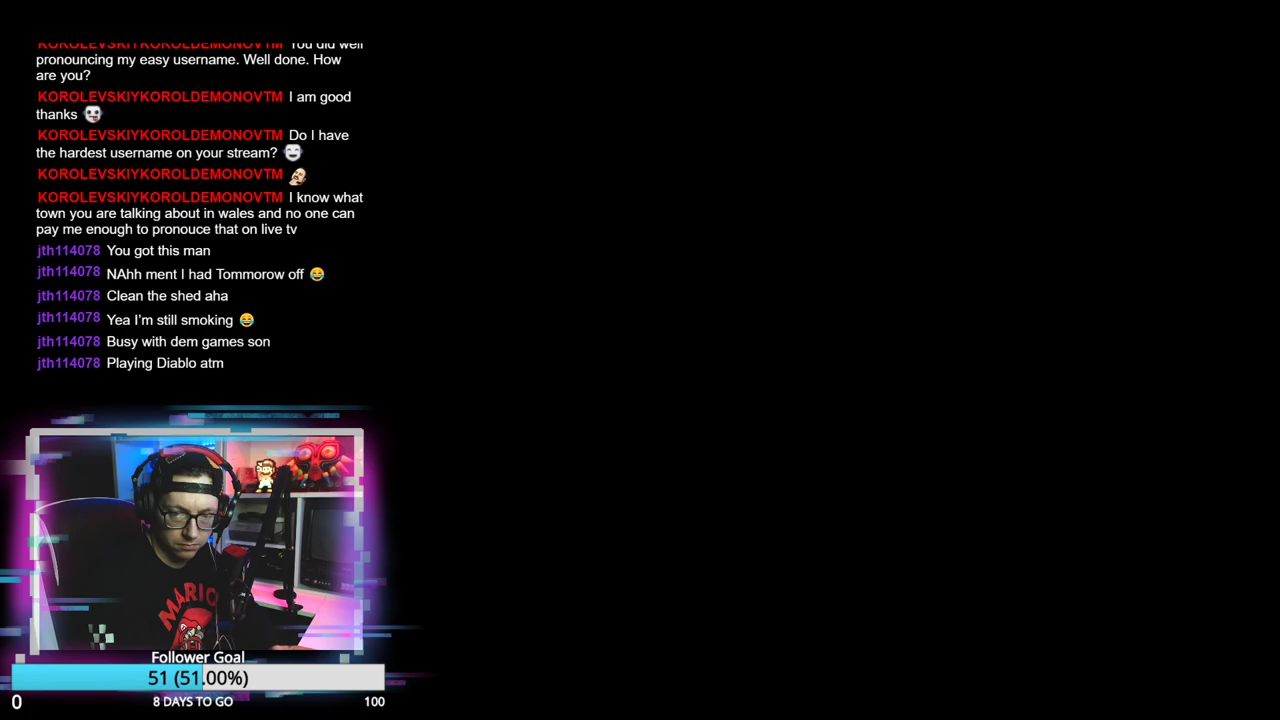 KOROLEVSKIYKOROLDEMONOVTM You did well
pronouncing my easy username. Well done. How
are you?
KOROLEVSKIYKOROLDEMONOVTM I am good
thanks
KOROLEVSKIYKOROLDEMONOVTM Do I have
the hardest username on your stream?
KOROLEVSKIYKOROLDEMONOVTM
KOROLEVSKIYKOROLDEMONOVTM I know what
town you are talking about in wales and no one can
pay me enough to pronouce that on live tv
jth114078 You got this man
jth114078 NAhh ment I had Tommorow off 😂
jth114078 Clean the shed aha
jth114078 Yea I'm still smoking 😂
jth114078 Busy with dem games son
jth114078 Playing Diablo atm
MARIO
Follower Goal
51 (51.00%)
0 8 DAYS TO GO 100